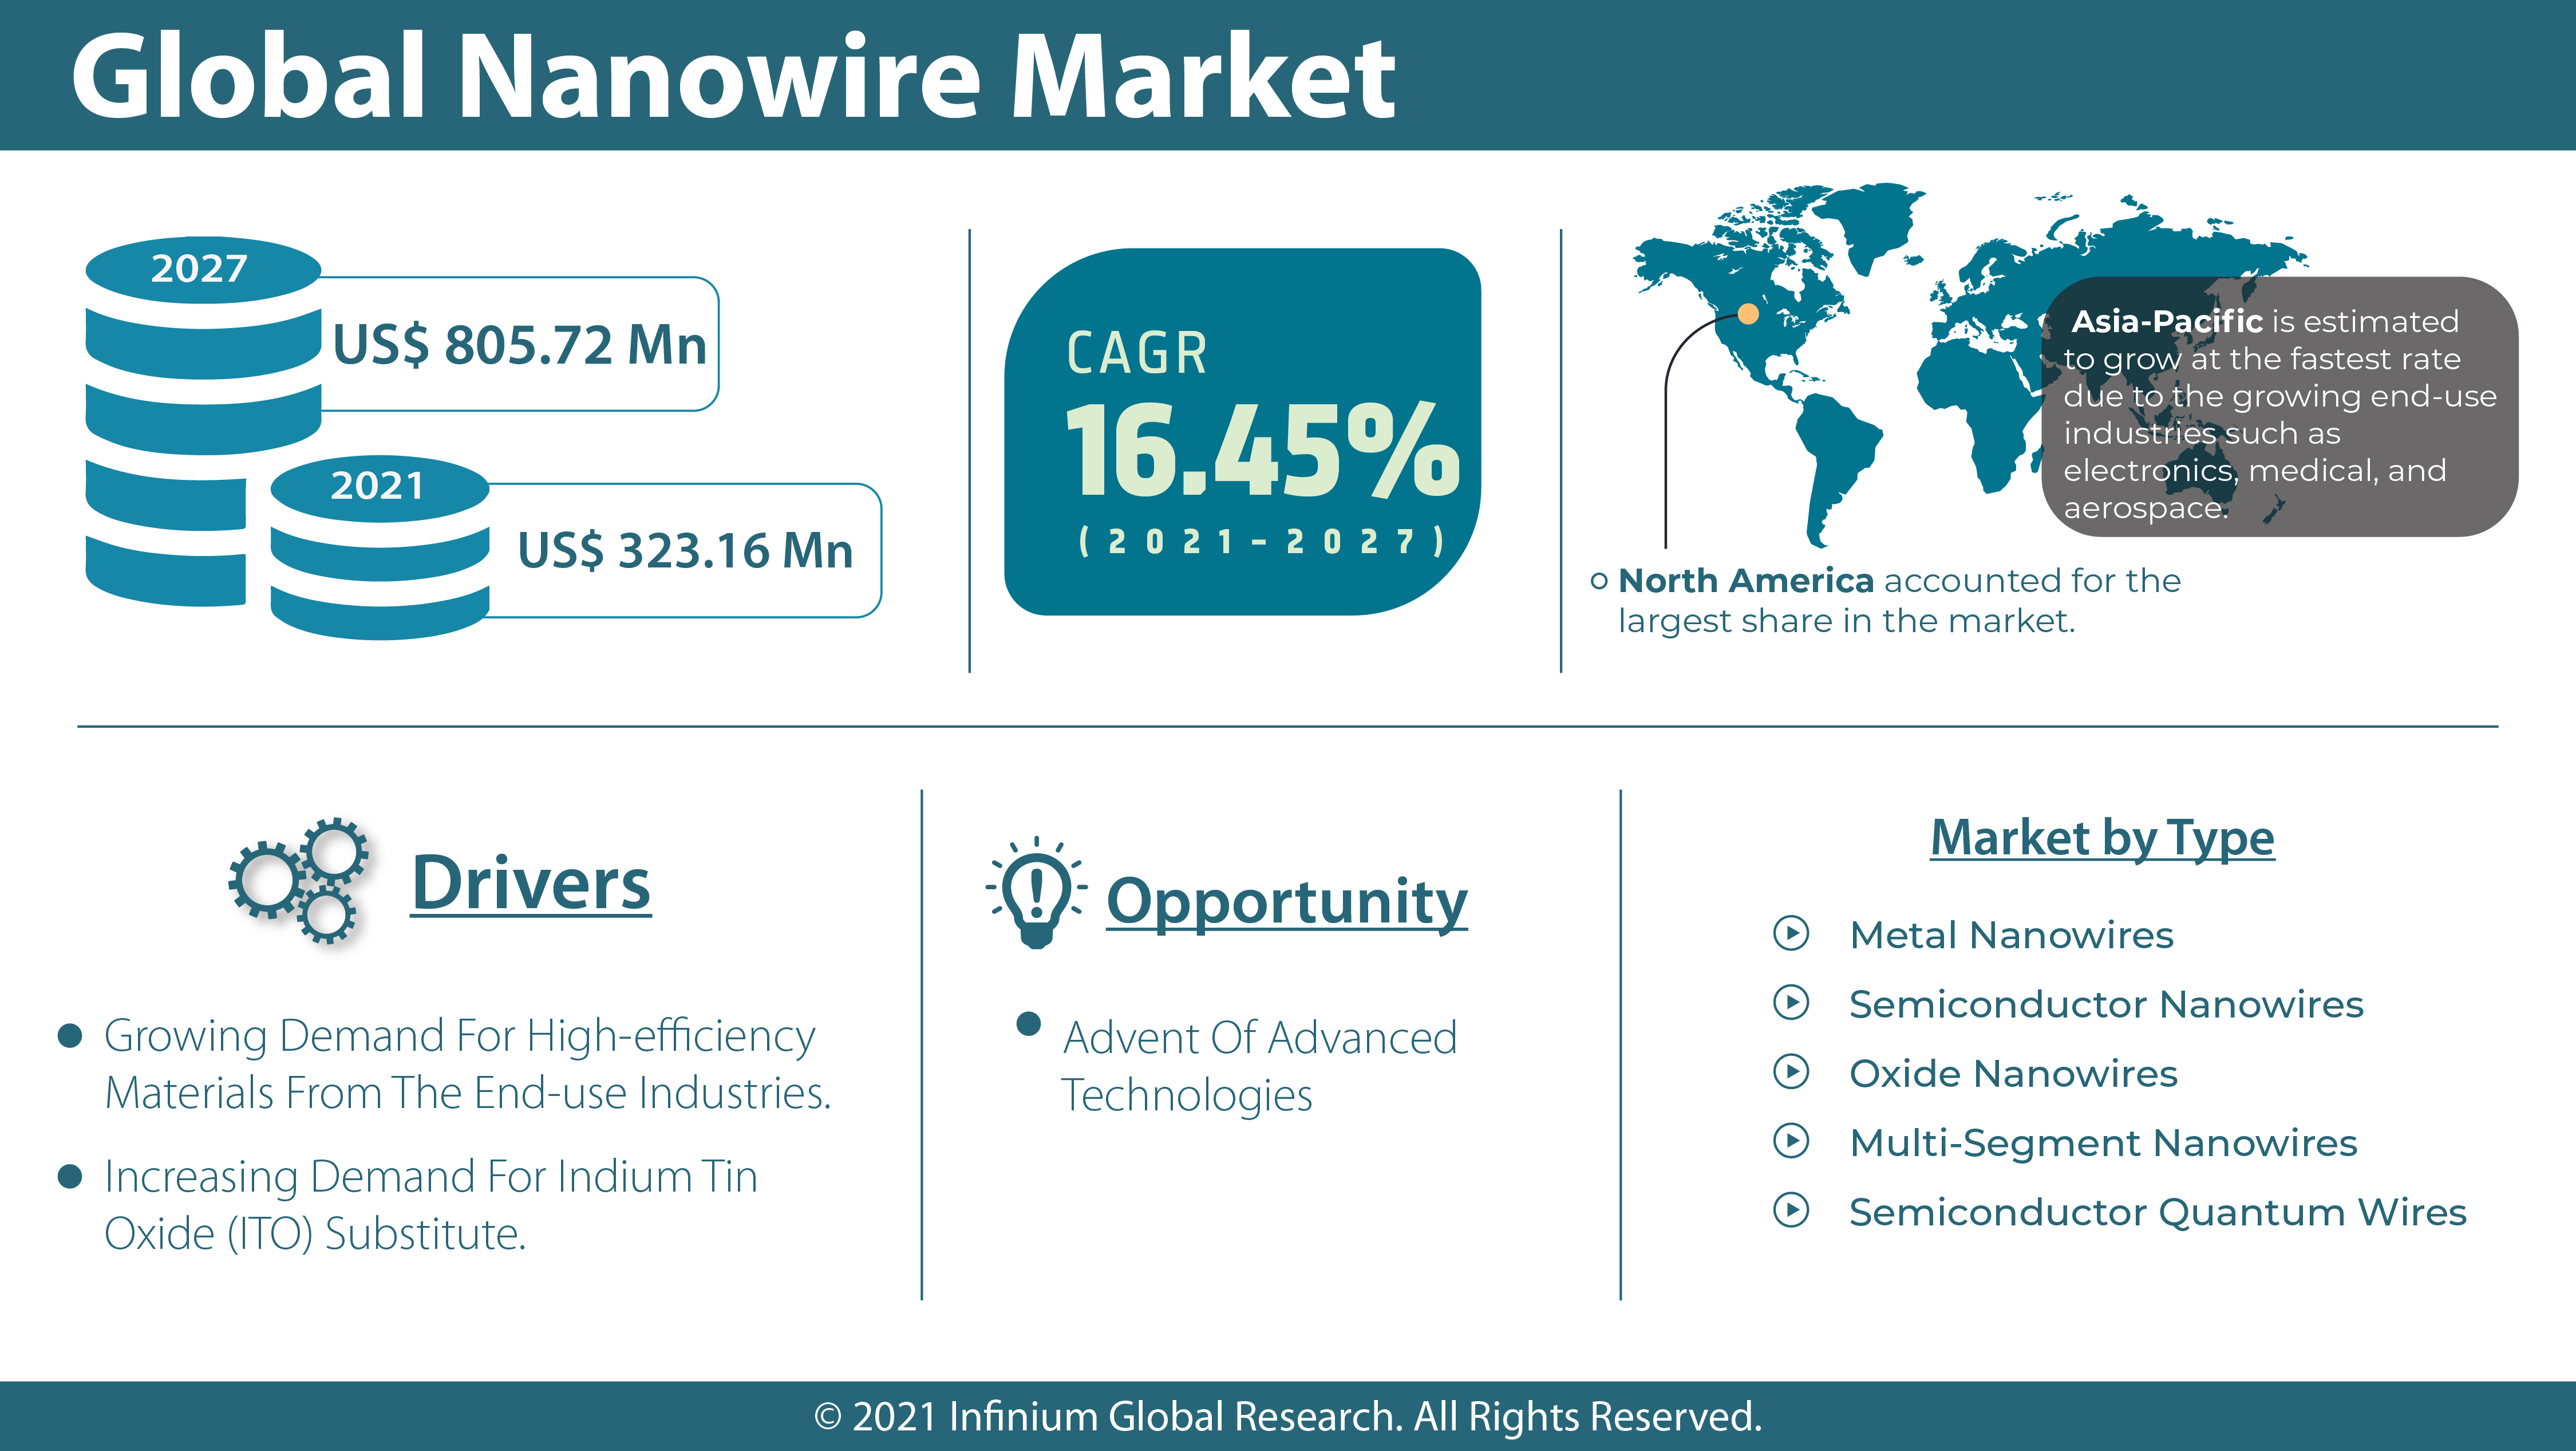 Global Nanowire Market
2027
US$ 805.72 Mn
2021
US$ 323.16 Mn
CAGR
16.45%
(2021-2027)
Asia-Pacific is estimated
to grow at the fastest rate
due to the growing end-use
industries such as
electronics, medical, and
aerospace.
North America accounted for the
largest share in the market.
Drivers
Growing Demand For High-efficiency
Materials From The End-use Industries.
Increasing Demand For Indium Tin
Oxide (ITO) Substitute.
Opportunity
Advent Of Advanced
Technologies
Market by Type
Metal Nanowires
Semiconductor Nanowires
Oxide Nanowires
Multi-Segment Nanowires
Semiconductor Quantum Wires
© 2021 Infinium Global Research. All Rights Reserved.